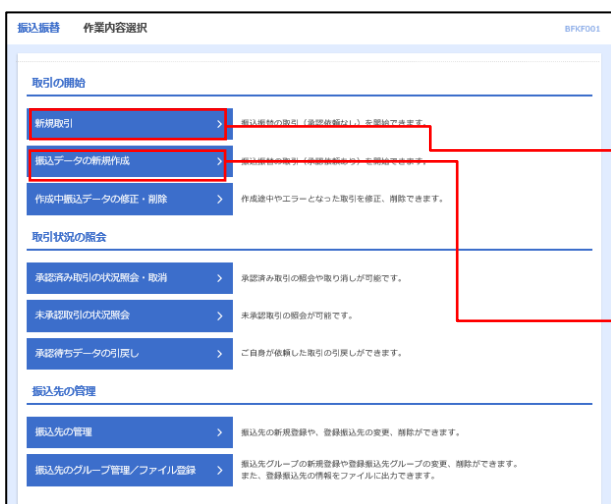 振込振替 作業内容選択 BFKF001
取引の開始
新規取引 振込振替の取引（承認依頼なし）を開始できます。
振込データの新規作成 振込振替の取引（承認依頼あり）を開始できます。
作成中振込データの修正・削除 作成途中やエラーとなった取引を修正、削除できます。
取引状況の照会
承認済み取引の状況照会・取消 承認済み取引の照会や取り消しが可能です。
未承認取引の状況照会 未承認取引の照会が可能です。
承認待ちデータの引戻し ご自身が依頼した取引の引戻しができます。
振込先の管理
振込先の管理 振込先の新規登録や、登録振込先の変更、削除ができます。
振込先のグループ管理／ファイル登録 振込先グループの新規登録や登録振込先グループの変更、削除ができます。
また、登録振込先の情報をファイルに出力できます。